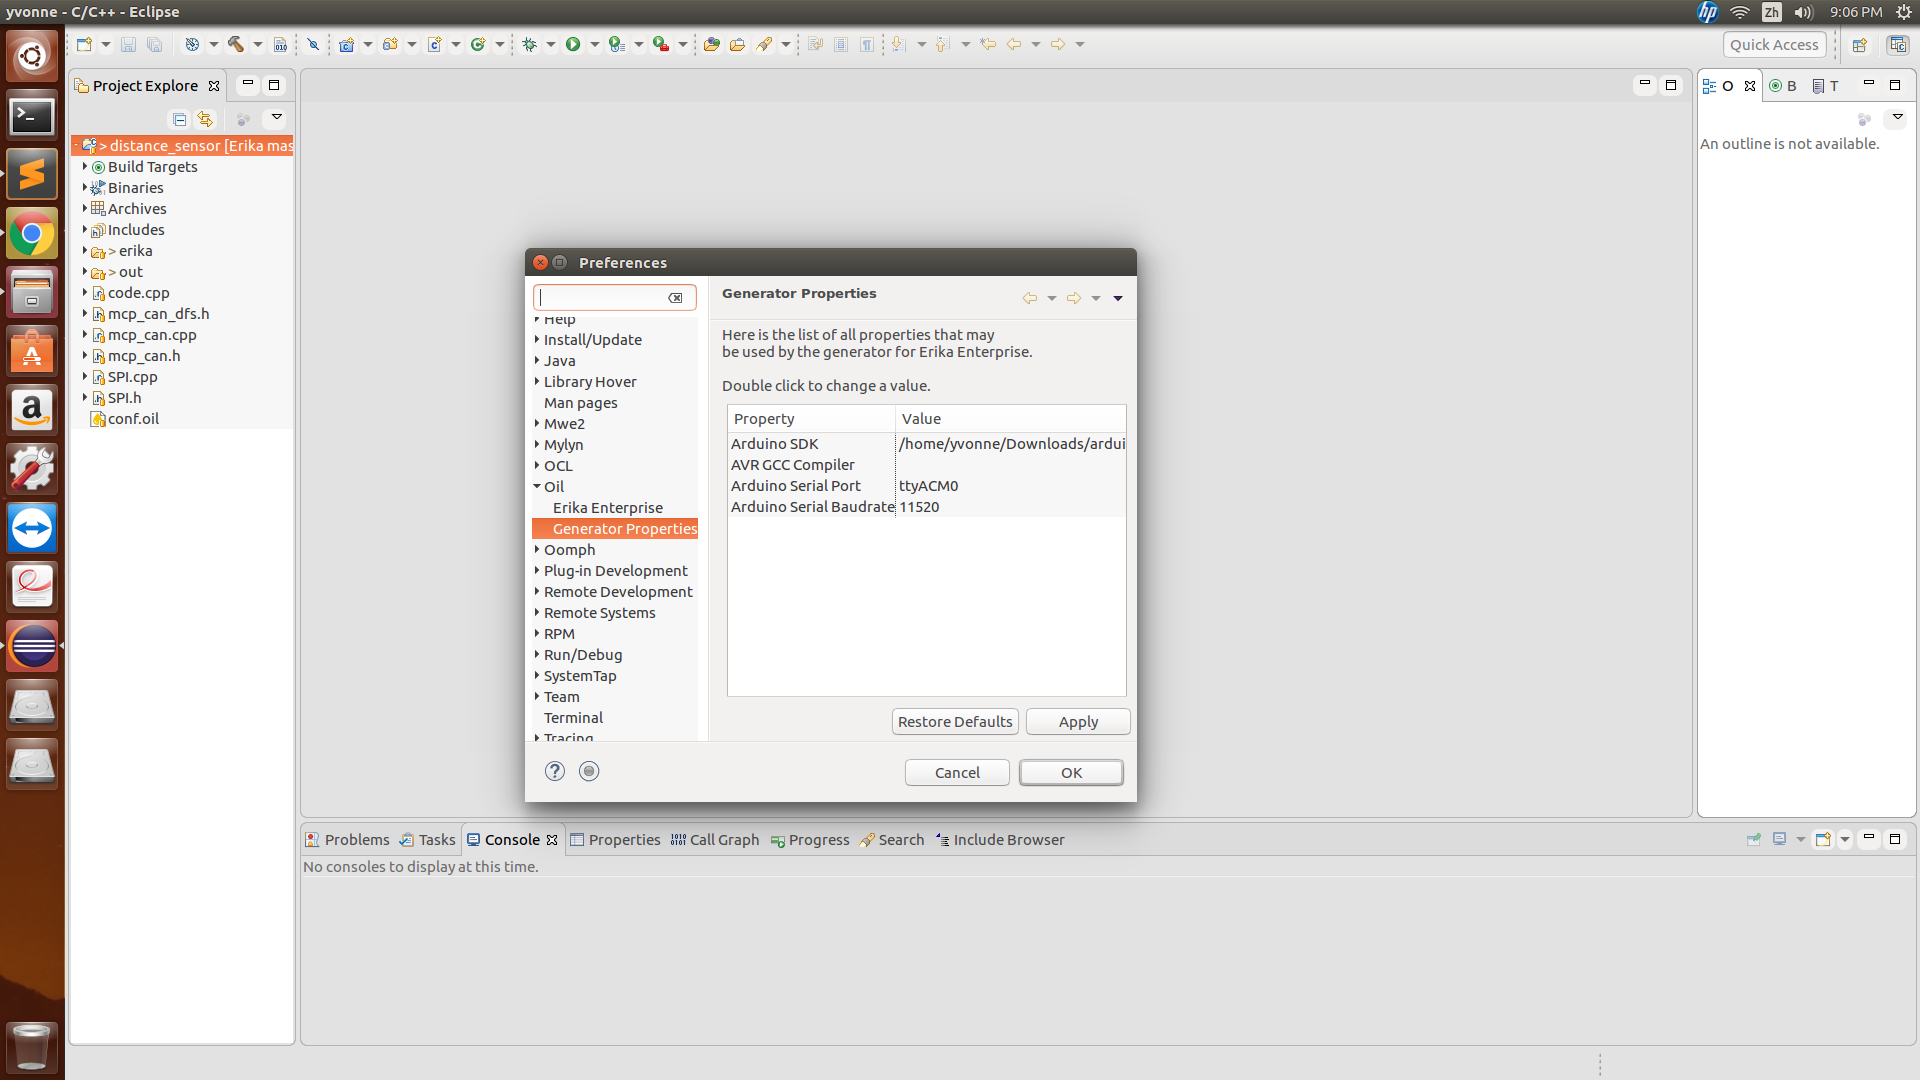 yvonne - C/C++ - Eclipse
Zh
9:06 PM
Quick Access
Project Explore
> distance_sensor [Erika mas
Build Targets
Binaries
Archives
Includes
> erika
> out
code.cpp
mcp_can_dfs.h
mcp_can.cpp
mcp_can.h
SPI.cpp
SPI.h
conf.oil
Preferences
Help
Install/Update
Java
Library Hover
Man pages
Mwe2
Mylyn
OCL
Oil
Erika Enterprise
Generator Properties
Oomph
Plug-in Development
Remote Development
Remote Systems
RPM
Run/Debug
SystemTap
Team
Terminal
Tracing
Generator Properties
Here is the list of all properties that may
be used by the generator for Erika Enterprise.
Double click to change a value.
Property Value
Arduino SDK /home/yvonne/Downloads/ardui
AVR GCC Compiler
Arduino Serial Port ttyACM0
Arduino Serial Baudrate 11520
Restore Defaults Apply
Cancel OK
O B T
An outline is not available.
Problems Tasks Console Properties Call Graph Progress Search Include Browser
No consoles to display at this time.